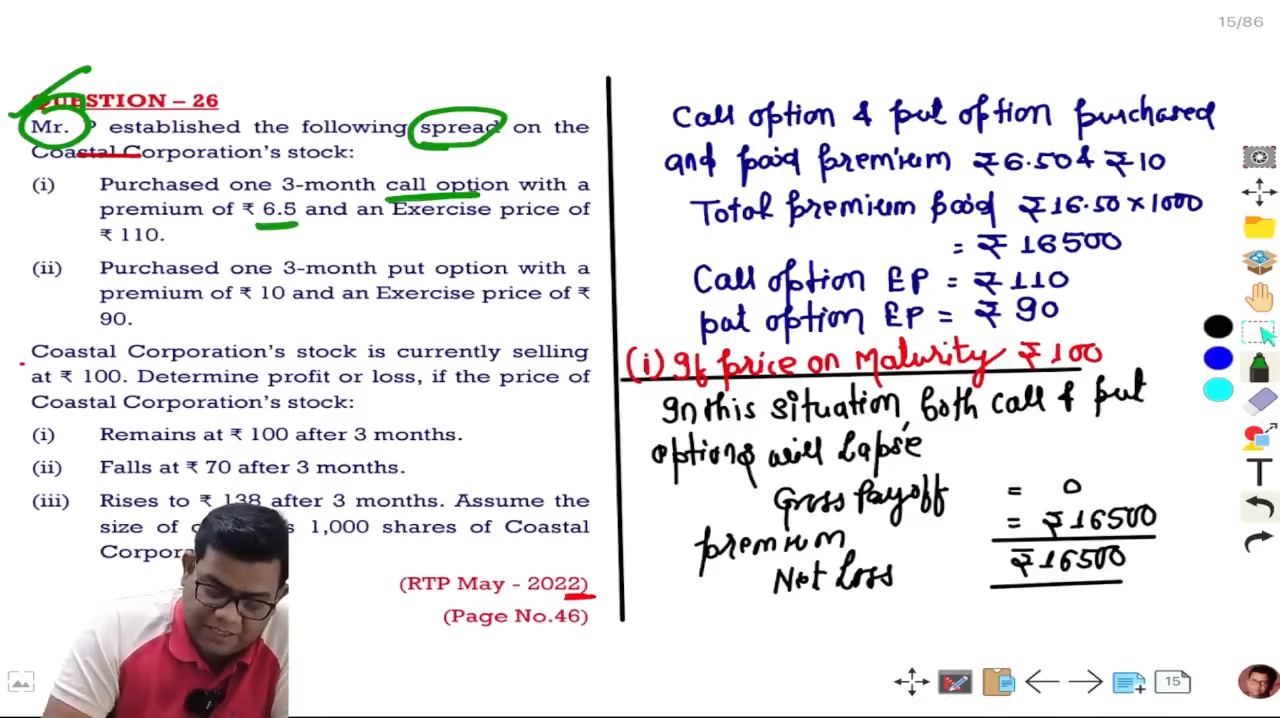 15/86
QUESTION – 26
Mr. P established the following spread on the
Coastal Corporation's stock:
(i) Purchased one 3-month call option with a
premium of ₹ 6.5 and an Exercise price of
₹ 110.
(ii) Purchased one 3-month put option with a
premium of ₹ 10 and an Exercise price of ₹
90.
Coastal Corporation's stock is currently selling
at ₹ 100. Determine profit or loss, if the price of
Coastal Corporation's stock:
(i) Remains at ₹ 100 after 3 months.
(ii) Falls at ₹ 70 after 3 months.
(iii) Rises to ₹ 138 after 3 months. Assume the
size of 1,000 shares of Coastal
(RTP May - 2022)
(Page No.46)
Call option & put option purchased
and paid premium ₹6.50 & ₹10
Total premium paid ₹16.50 × 1000
= ₹ 16500
Call option EP = ₹110
put option EP = ₹ 90
(i) If price on Maturity ₹100
In this situation, both call & put
options will lapse
Gross Payoff = 0
premium = ₹16500
Net Loss ₹16500
T
15